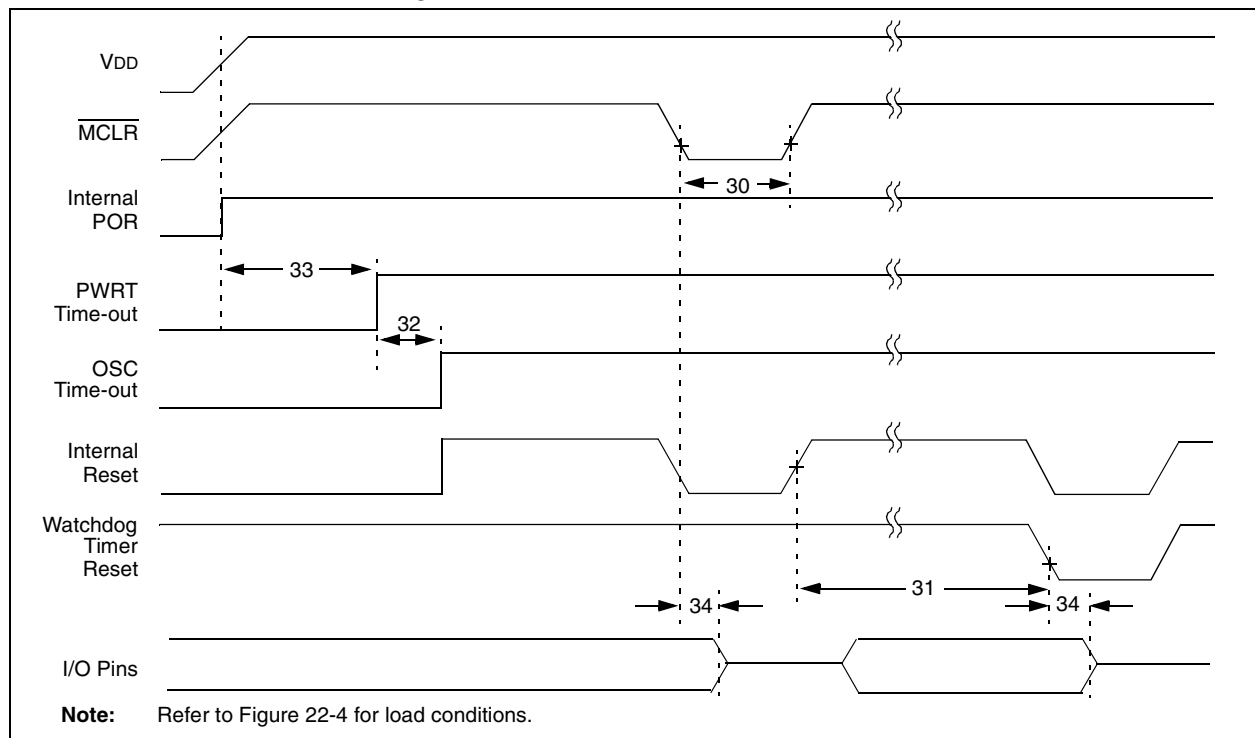 VDD
MCLR
Internal
POR
30
33
PWRT
Time-out
32
OSC
Time-out
Internal
Reset
Watchdog
Timer
Reset
31
34
34
I/O Pins
Note: Refer to Figure 22-4 for load conditions.